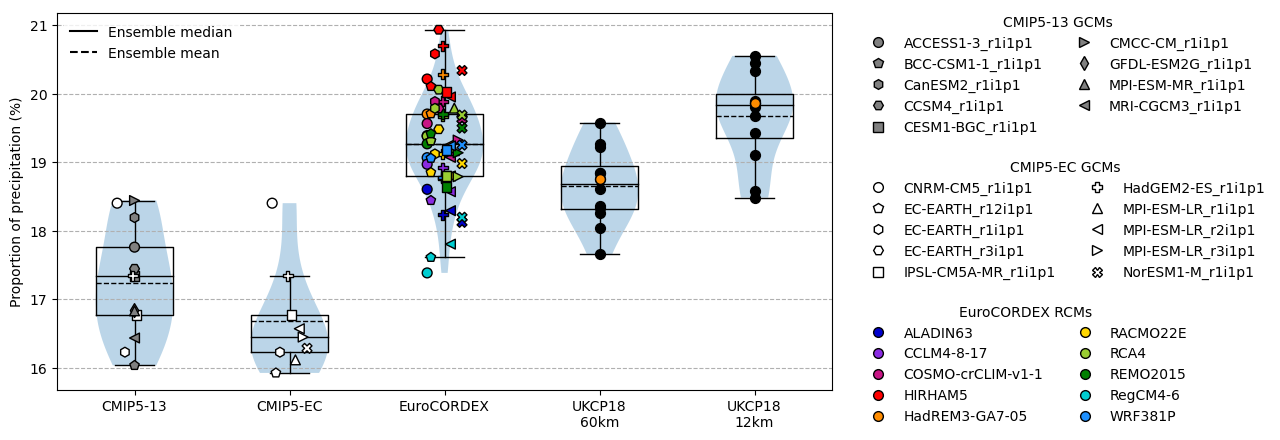 Proportion of precipitation (%)
21
20
19
18
17
16
Ensemble median
Ensemble mean
CMIP5-13
CMIP5-EC
EuroCORDEX
UKCP18
60km
UKCP18
12km
CMIP5-13 GCMs
ACCESS1-3_r1i1p1
BCC-CSM1-1_r1i1p1
CanESM2_r1i1p1
CCSM4_r1i1p1
CESM1-BGC_r1i1p1
CMCC-CM_r1i1p1
GFDL-ESM2G_r1i1p1
MPI-ESM-MR_r1i1p1
MRI-CGCM3_r1i1p1
CMIP5-EC GCMs
CNRM-CM5_r1i1p1
EC-EARTH_r12i1p1
EC-EARTH_r1i1p1
EC-EARTH_r3i1p1
IPSL-CM5A-MR_r1i1p1
HadGEM2-ES_r1i1p1
MPI-ESM-LR_r1i1p1
MPI-ESM-LR_r2i1p1
MPI-ESM-LR_r3i1p1
NorESM1-M_r1i1p1
EuroCORDEX RCMs
ALADIN63
CCLM4-8-17
COSMO-crCLIM-v1-1
HIRHAM5
HadREM3-GA7-05
RACMO22E
RCA4
REMO2015
RegCM4-6
WRF381P